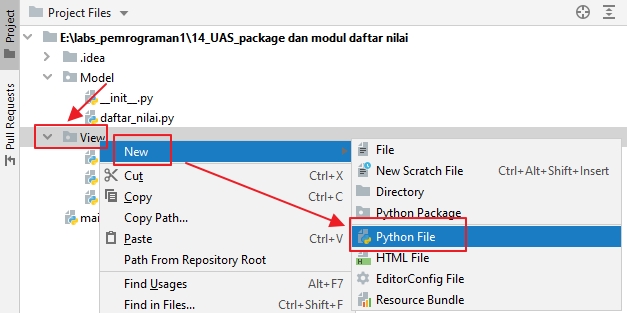 Project
Pull Requests
Project Files
E:\labs_pemrograman1\14_UAS_package dan modul daftar nilai
.idea
Model
__init__.py
daftar_nilai.py
View
mai
New
Cut Ctrl+X
Copy Ctrl+C
Copy Path...
Paste Ctrl+V
Path From Repository Root
Find Usages Alt+F7
Find in Files... Ctrl+Shift+F
File
New Scratch File Ctrl+Alt+Shift+Insert
Directory
Python Package
Python File
HTML File
EditorConfig File
Resource Bundle